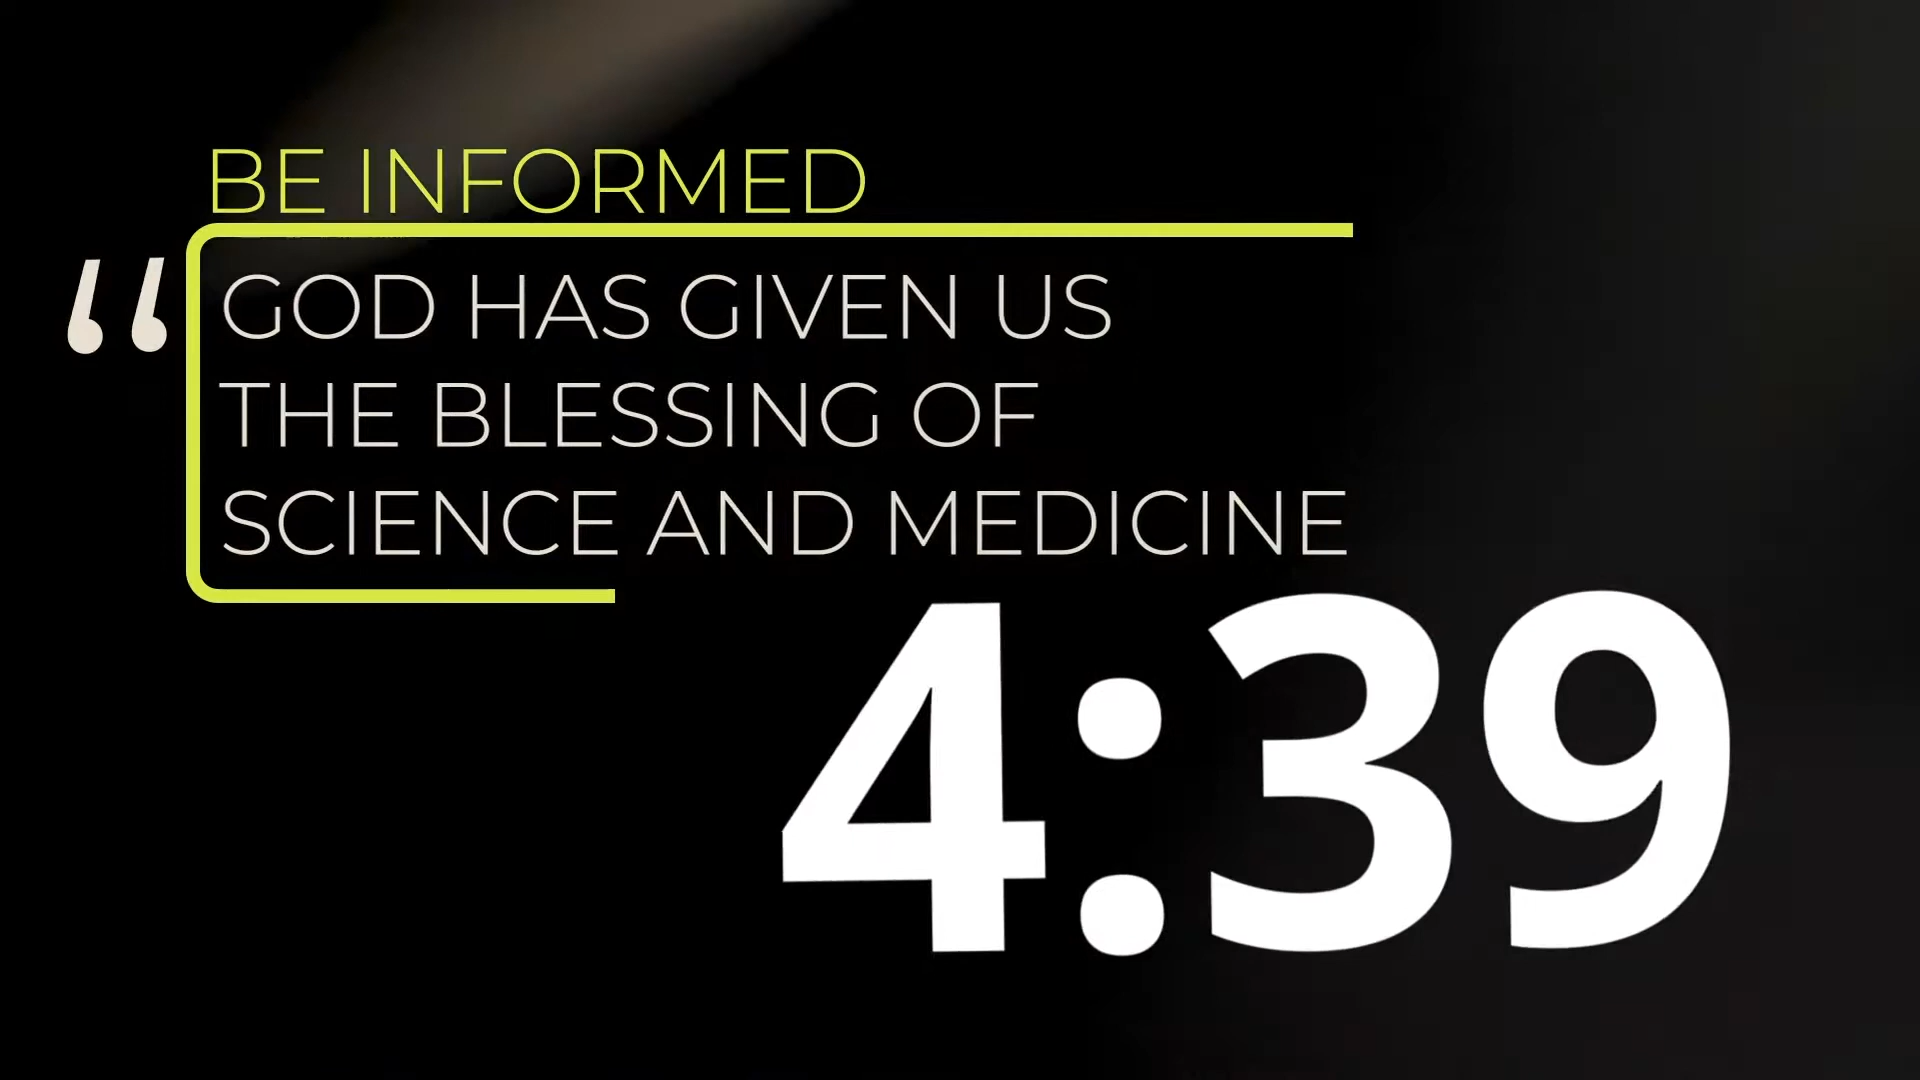 BE INFORMED
“ GOD HAS GIVEN US
THE BLESSING OF
SCIENCE AND MEDICINE
4:39